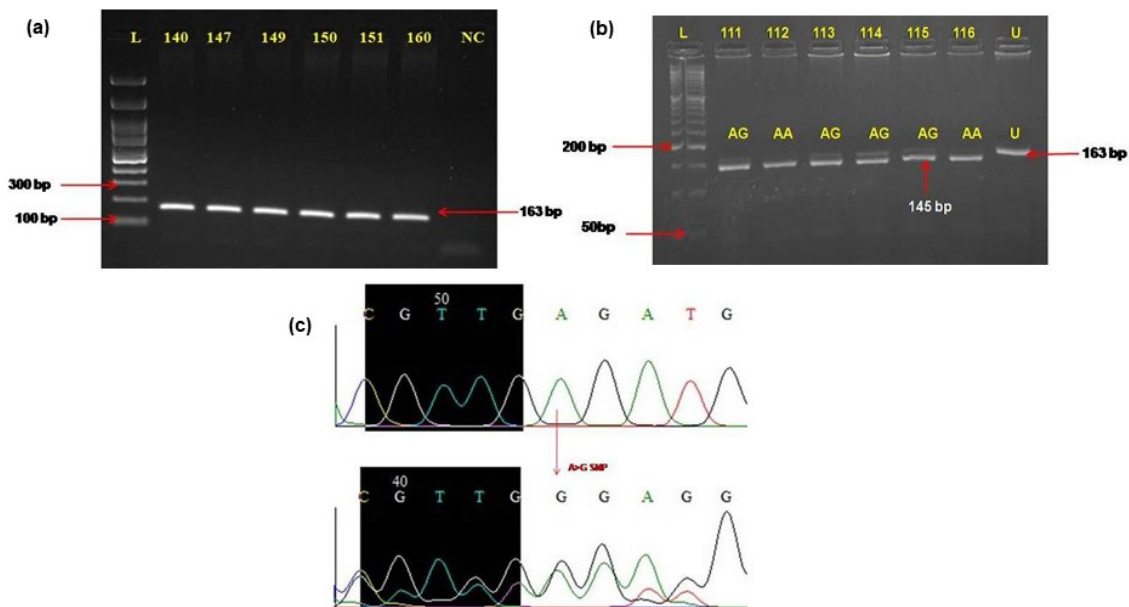 (a)
L 140 147 149 150 151 160 NC
300 bp
100 bp
163 bp
(b)
L 111 112 113 114 115 116 U
AG AA AG AG AG AA U
200 bp
163 bp
145 bp
50bp
(c)
50
C G T T G A G A T G
A>G SNP
40
C G T T G G G A G G